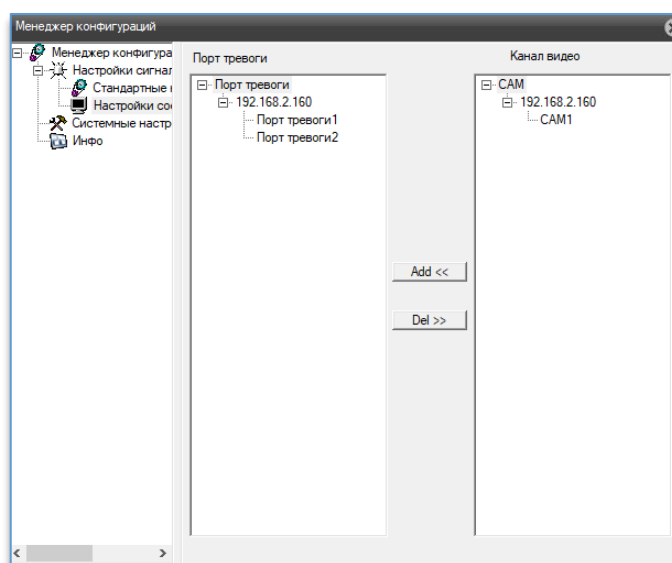 Менеджер конфигураций
Менеджер конфигура
Настройки сигнал
Стандартные
Настройки
Системные настр
Инфо
Порт тревоги
Порт тревоги
192.168.2.160
Порт тревоги1
Порт тревоги2
Add <<
Del >>
Канал видео
CAM
192.168.2.160
CAM1